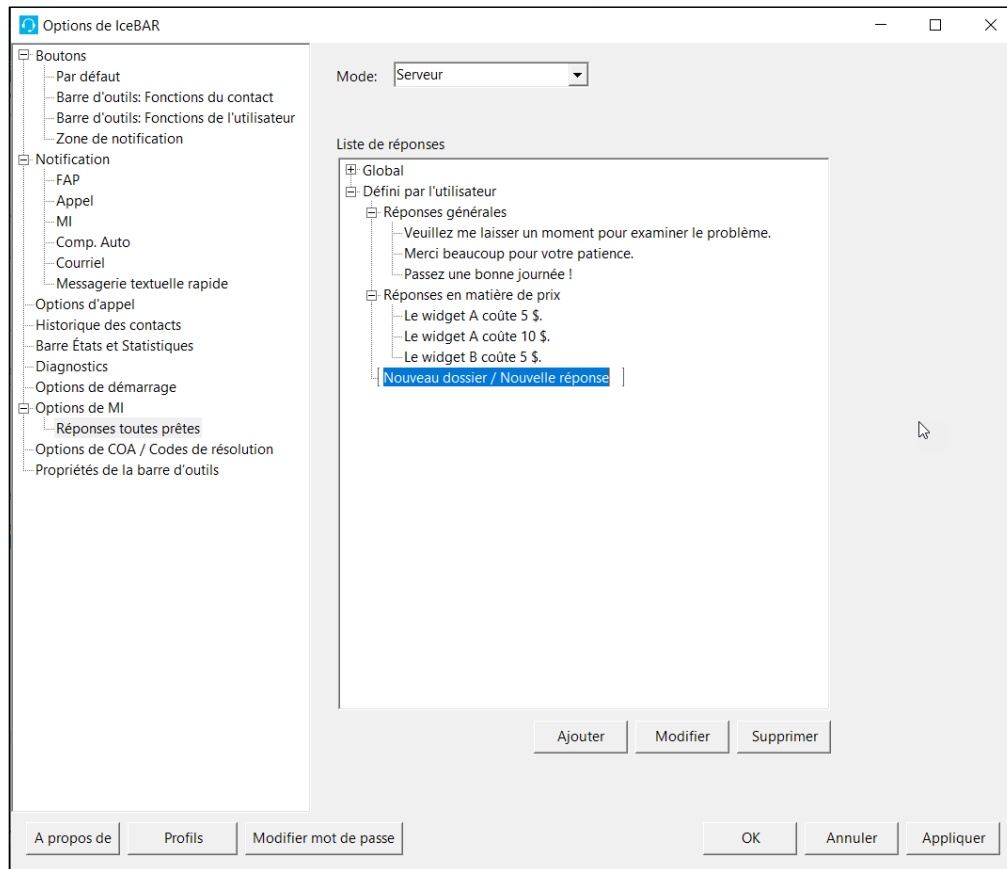 Options de IceBAR
Boutons
Par défaut
Barre d'outils: Fonctions du contact
Barre d'outils: Fonctions de l'utilisateur
Zone de notification
Notification
FAP
Appel
MI
Comp. Auto
Courriel
Messagerie textuelle rapide
Options d'appel
Historique des contacts
Barre États et Statistiques
Diagnostics
Options de démarrage
Options de MI
Réponses toutes prêtes
Options de COA / Codes de résolution
Propriétés de la barre d'outils
Mode: Serveur
Liste de réponses
Global
Défini par l'utilisateur
Réponses générales
Veuillez me laisser un moment pour examiner le problème.
Merci beaucoup pour votre patience.
Passez une bonne journée !
Réponses en matière de prix
Le widget A coûte 5 $.
Le widget A coûte 10 $.
Le widget B coûte 5 $.
Nouveau dossier / Nouvelle réponse
Ajouter Modifier Supprimer
A propos de Profils Modifier mot de passe OK Annuler Appliquer